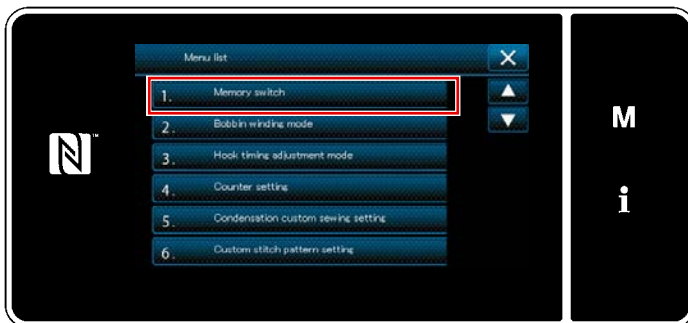 Menu list
1. Memory switch
2. Bobbin winding mode
3. Hook timing adjustment mode
4. Counter setting
5. Condensation custom sewing setting
6. Custom stitch pattern setting
N™
M
i